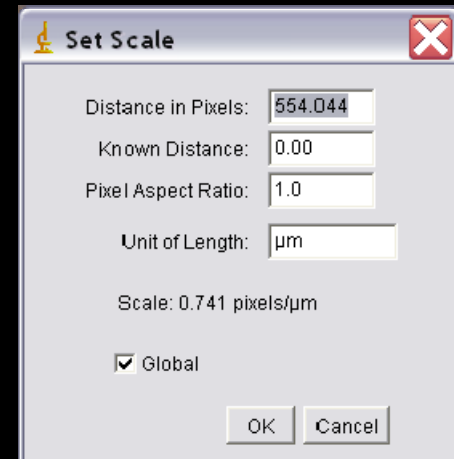 Set Scale
Distance in Pixels: 554.044
Known Distance: 0.00
Pixel Aspect Ratio: 1.0
Unit of Length: µm
Scale: 0.741 pixels/µm
Global
OK Cancel